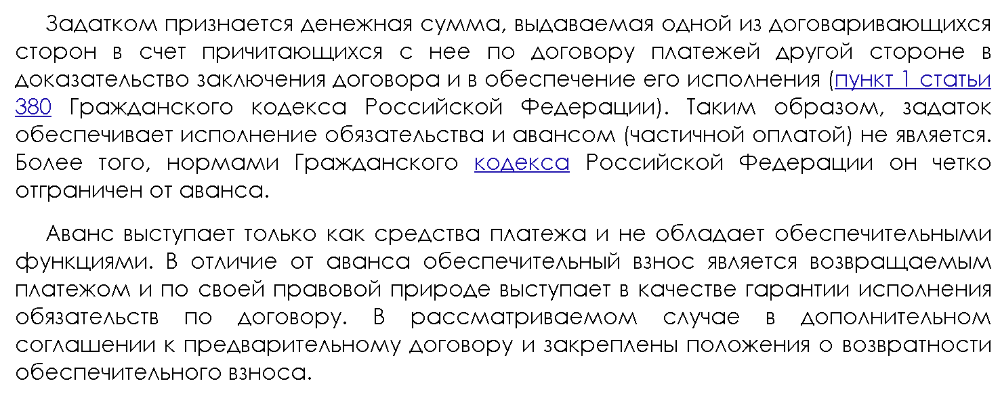 Задатком признается денежная сумма, выдаваемая одной из договаривающихся
сторон в счет причитающихся с нее по договору платежей другой стороне в
доказательство заключения договора и в обеспечение его исполнения (пункт 1 статьи
380 Гражданского кодекса Российской Федерации). Таким образом, задаток
обеспечивает исполнение обязательства и авансом (частичной оплатой) не является.
Более того, нормами Гражданского кодекса Российской Федерации он четко
отграничен от аванса.
Аванс выступает только как средства платежа и не обладает обеспечительными
функциями. В отличие от аванса обеспечительный взнос является возвращаемым
платежом и по своей правовой природе выступает в качестве гарантии исполнения
обязательств по договору. В рассматриваемом случае в дополнительном
соглашении к предварительному договору и закреплены положения о возвратности
обеспечительного взноса.